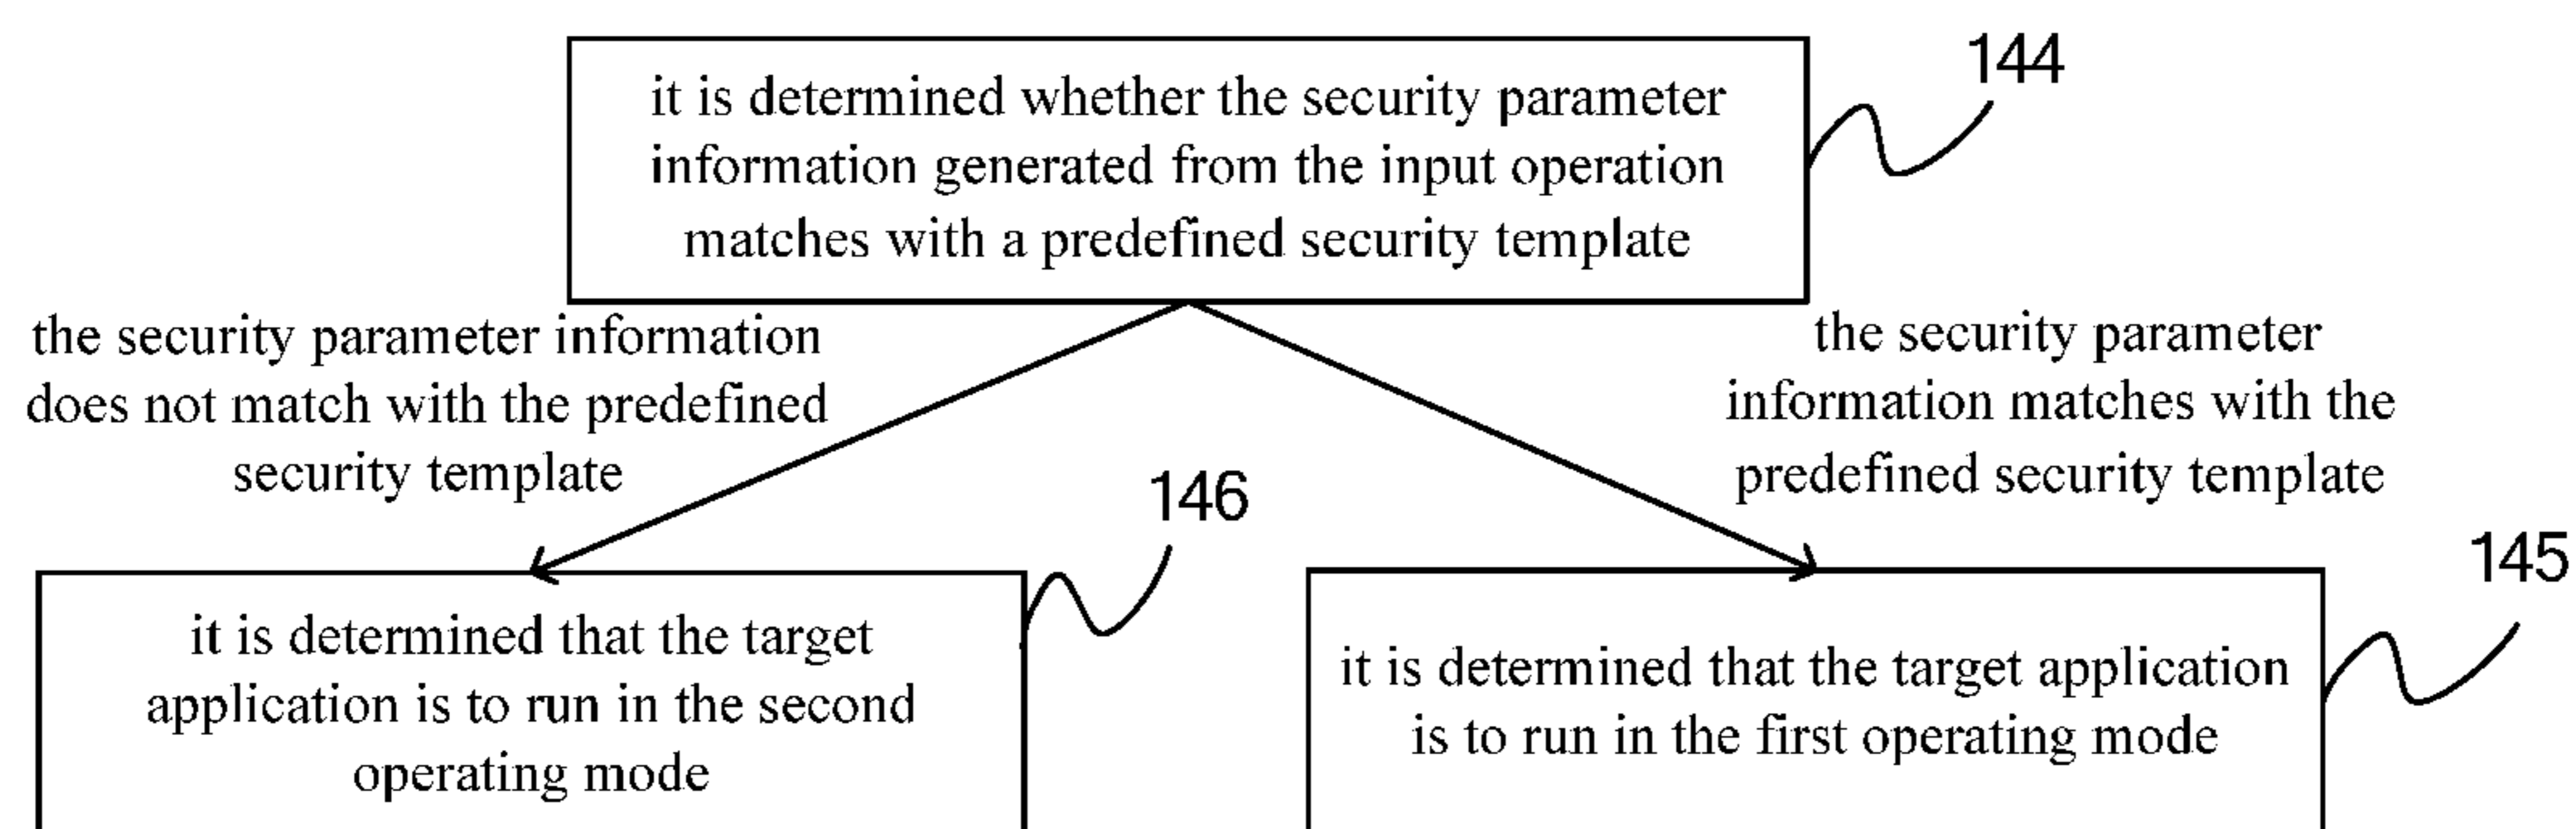 it is determined whether the security parameter
information generated from the input operation
matches with a predefined security template
144
the security parameter information
does not match with the predefined
security template
the security parameter
information matches with the
predefined security template
146
145
it is determined that the target
application is to run in the second
operating mode
it is determined that the target application
is to run in the first operating mode